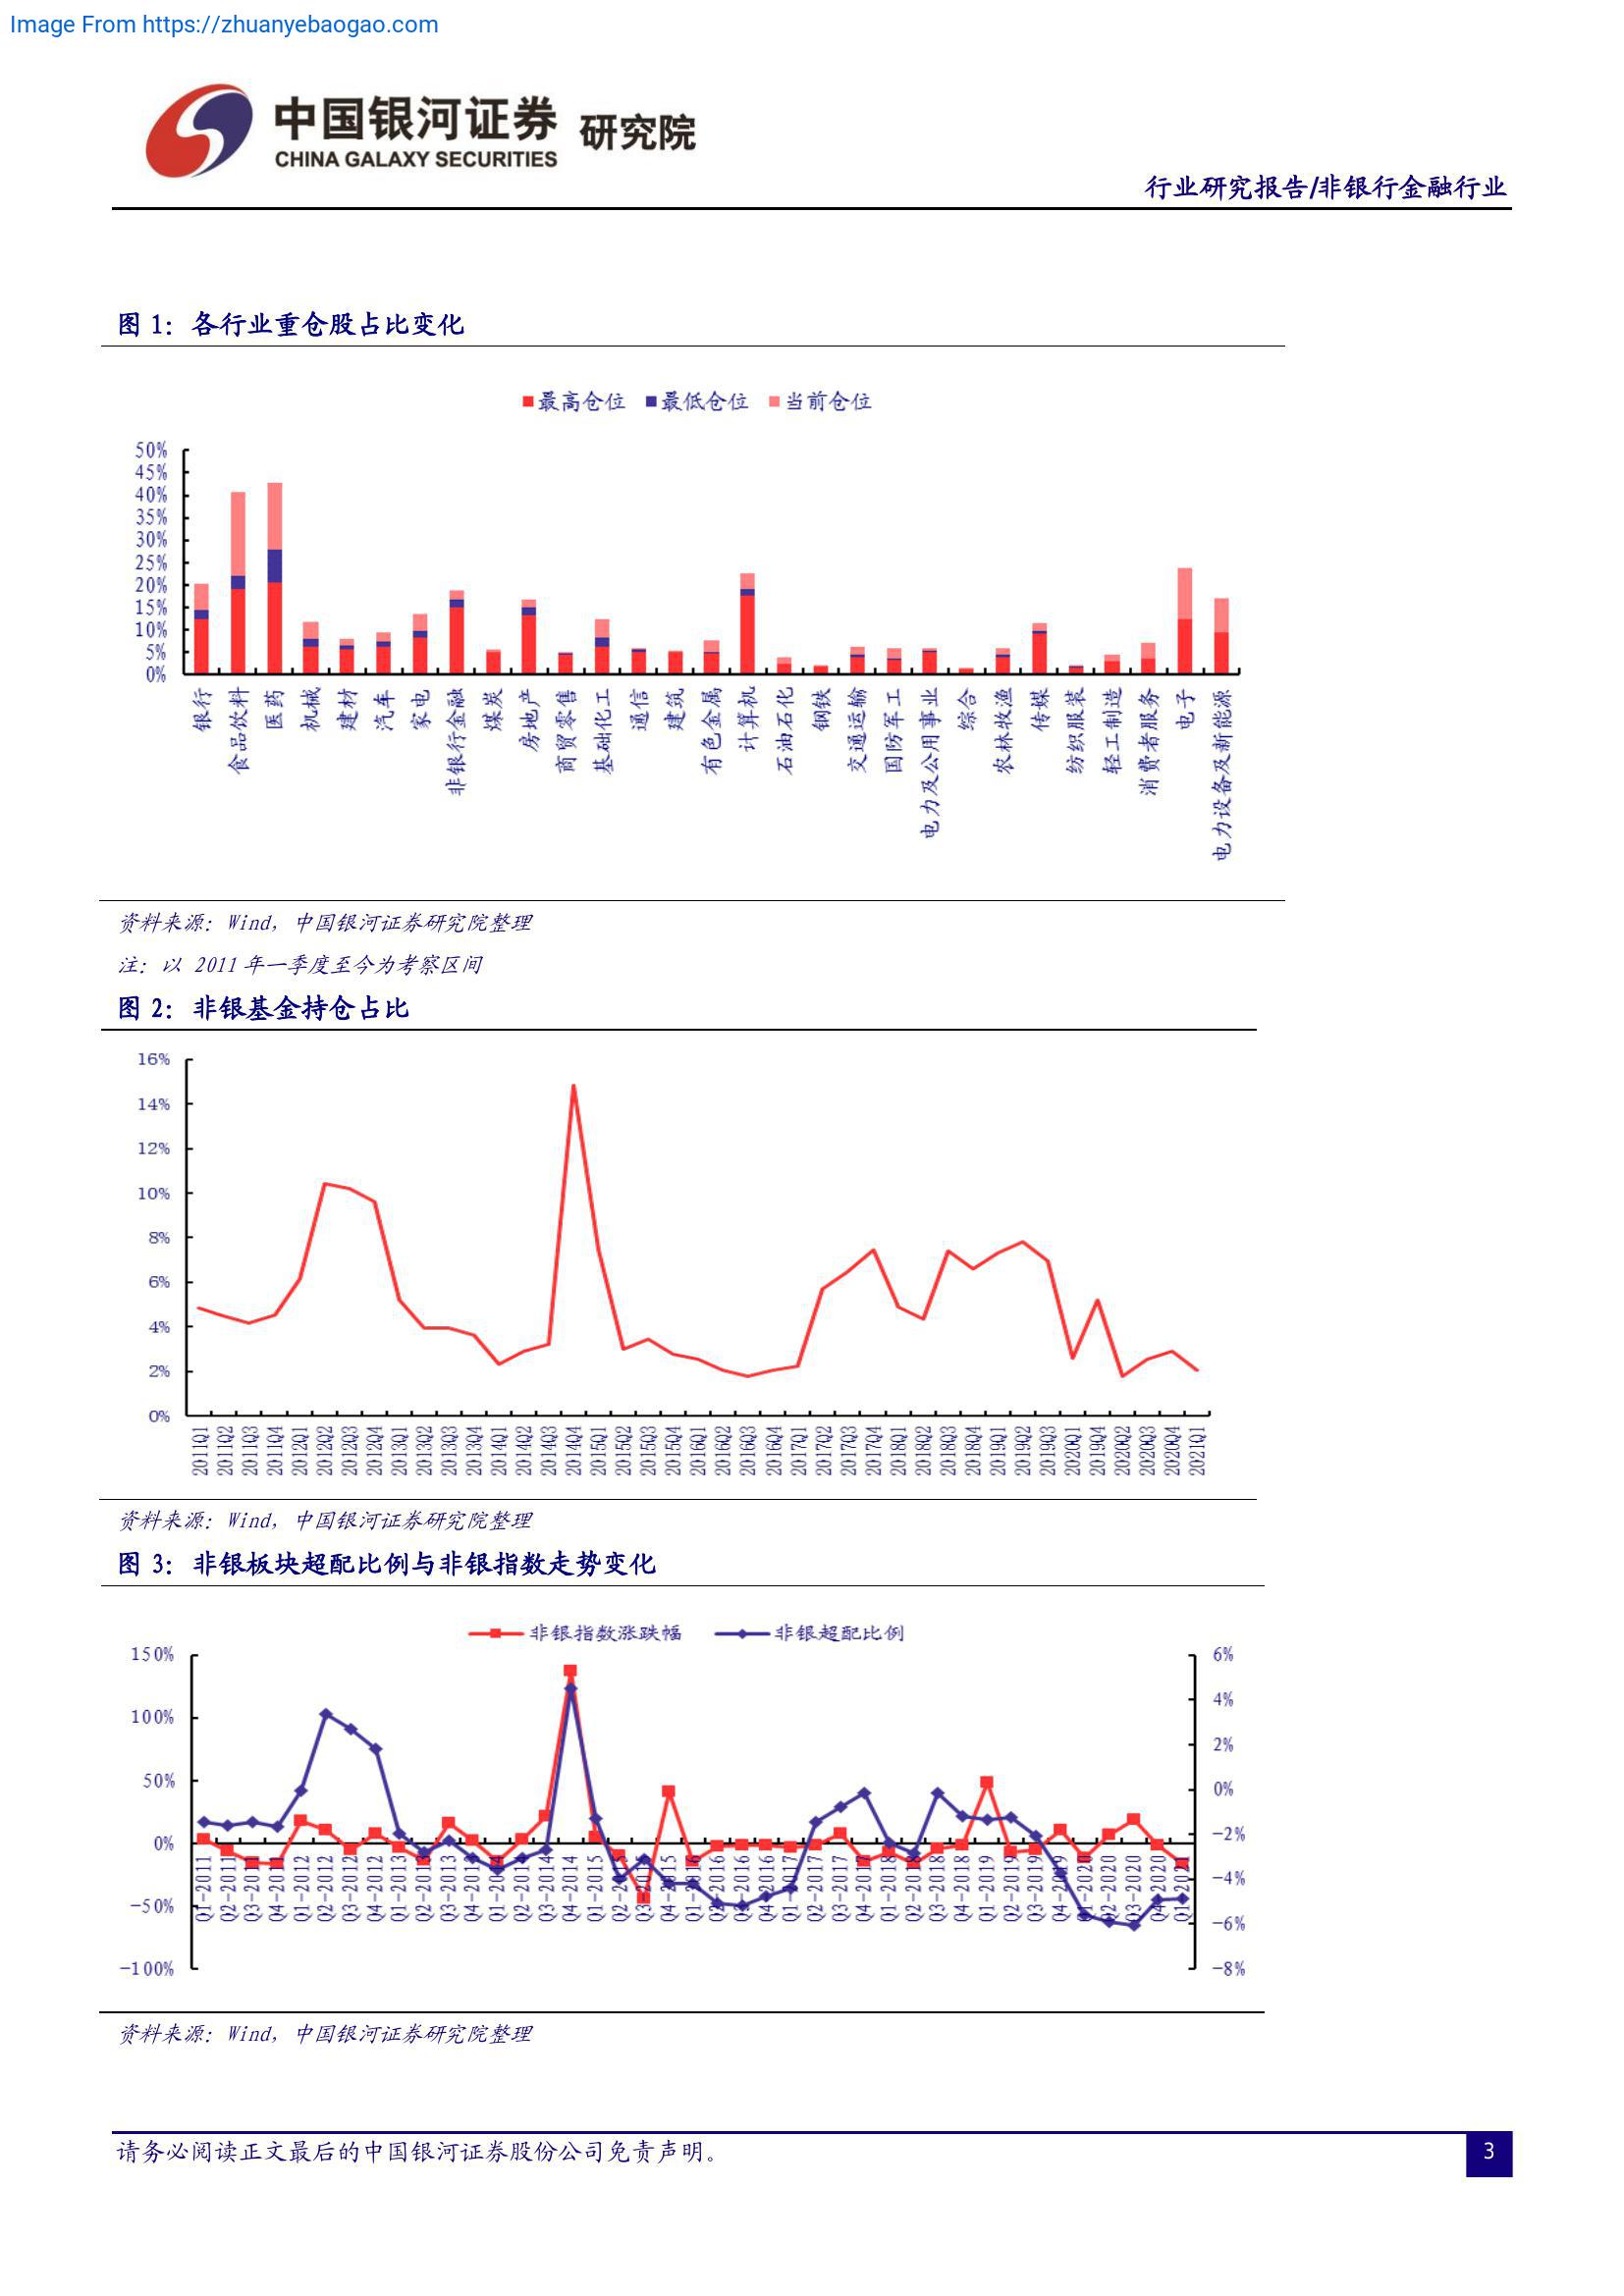 Image From https://zhuanyebaogao.com
中国银河证券 研究院
CHINA GALAXY SECURITIES
行业研究报告/非银行金融行业
图 1：各行业重仓股占比变化
最高仓位 最低仓位 当前仓位
50%
45%
40%
35%
30%
25%
20%
15%
10%
5%
0%
银行 食品饮料 医药 机械 建材 汽车 家电 非银行金融 煤炭 房地产 商贸零售 基础化工 通信 建筑 有色金属 计算机 石油石化 钢铁 交通运输 国防军工 电力及公用事业 综合 农林牧渔 传媒 纺织服装 轻工制造 消费者服务 电子 电力设备及新能源
资料来源：Wind，中国银河证券研究院整理
注：以 2011 年一季度至今为考察区间
图 2：非银基金持仓占比
16%
14%
12%
10%
8%
6%
4%
2%
0%
2011Q1 2011Q2 2011Q3 2011Q4 2012Q1 2012Q2 2012Q3 2012Q4 2013Q1 2013Q2 2013Q3 2013Q4 2014Q1 2014Q2 2014Q3 2014Q4 2015Q1 2015Q2 2015Q3 2015Q4 2016Q1 2016Q2 2016Q3 2016Q4 2017Q1 2017Q2 2017Q3 2017Q4 2018Q1 2018Q2 2018Q3 2018Q4 2019Q1 2019Q2 2019Q3 2020Q1 2019Q4 2020Q2 2020Q3 2020Q4 2021Q1
资料来源：Wind，中国银河证券研究院整理
图 3：非银板块超配比例与非银指数走势变化
非银指数涨跌幅 非银超配比例
150% 6%
4%
100%
2%
50%
0%
0%
-2%
-4%
-50%
-6%
-100% -8%
Q1-2011 Q2-2011 Q3-2011 Q4-2011 Q1-2012 Q2-2012 Q3-2012 Q4-2012 Q1-2013 Q2-2013 Q3-2013 Q4-2013 Q1-2014 Q2-2014 Q3-2014 Q4-2014 Q1-2015 Q2-2015 Q3-2015 Q4-2015 Q1-2016 Q2-2016 Q3-2016 Q4-2016 Q1-2017 Q2-2017 Q3-2017 Q4-2017 Q1-2018 Q2-2018 Q3-2018 Q4-2018 Q1-2019 Q2-2019 Q3-2019 Q4-2019 Q1-2020 Q2-2020 Q3-2020 Q4-2020 Q1-2021
资料来源：Wind，中国银河证券研究院整理
请务必阅读正文最后的中国银河证券股份公司免责声明。
3